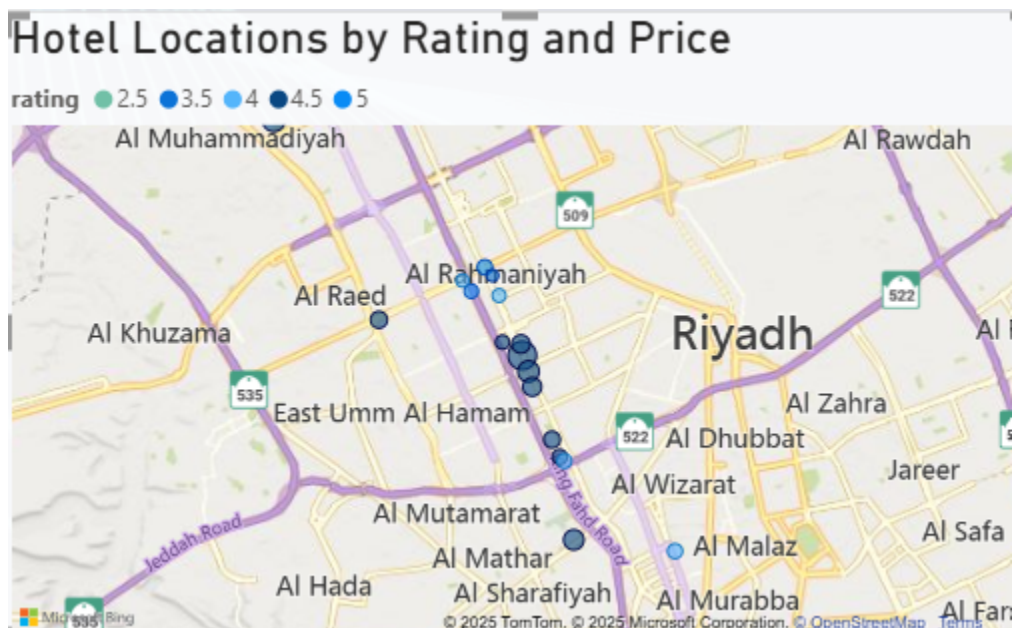 Hotel Locations by Rating and Price
rating 2.5 3.5 4 4.5 5
Al Muhammadiyah
Al Rawdah
509
Al Rahmaniyah
522
Al Raed
Al Khuzama
Riyadh
535
East Umm Al Hamam
Al Zahra
522
Al Dhubbat
Jareer
Al Wizarat
King Fahd Road
Al Mutamarat
Jeddah Road
Al Safa
Al Mathar
Al Malaz
Al Hada
Al Sharafiyah
Al Murabba
535
© 2025 TomTom, © 2025 Microsoft Corporation, © OpenStreetMap Terms